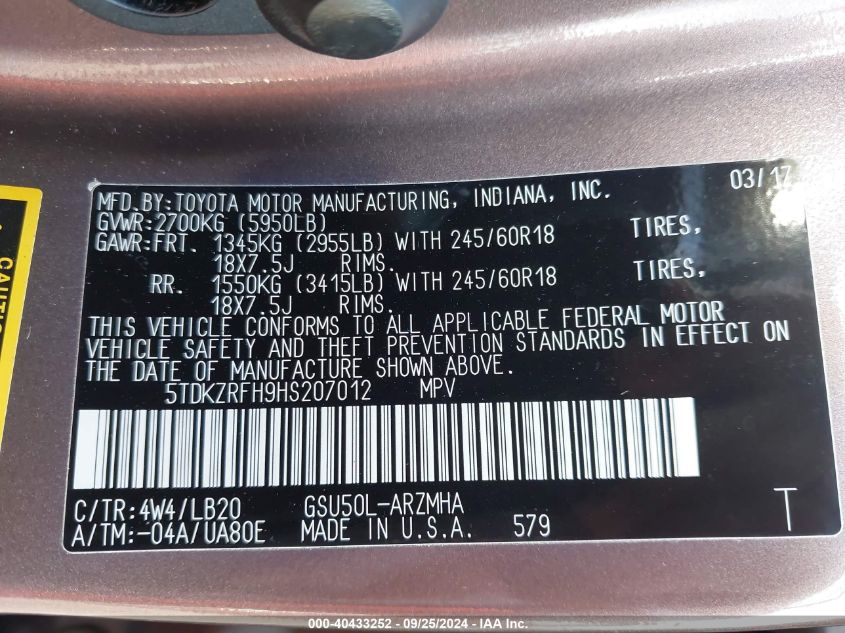 03/17
MFD.BY:TOYOTA MOTOR MANUFACTURING, INDIANA, INC.
GVWR:2700KG (5950LB)
GAWR:FRT. 1345KG (2955LB) WITH 245/60R18 TIRES,
18X7.5J RIMS.
RR. 1550KG (3415LB) WITH 245/60R18 TIRES,
18X7.5J RIMS.
THIS VEHICLE CONFORMS TO ALL APPLICABLE FEDERAL MOTOR
VEHICLE SAFETY AND THEFT PREVENTION STANDARDS IN EFFECT ON
THE DATE OF MANUFACTURE SHOWN ABOVE.
5TDKZRFH9HS207012 MPV
C/TR:4W4/LB20 GSU50L-ARZMHA
A/TM:-04A/UA80E MADE IN U.S.A. 579 T
000-40433252 - 09/25/2024 - IAA Inc.